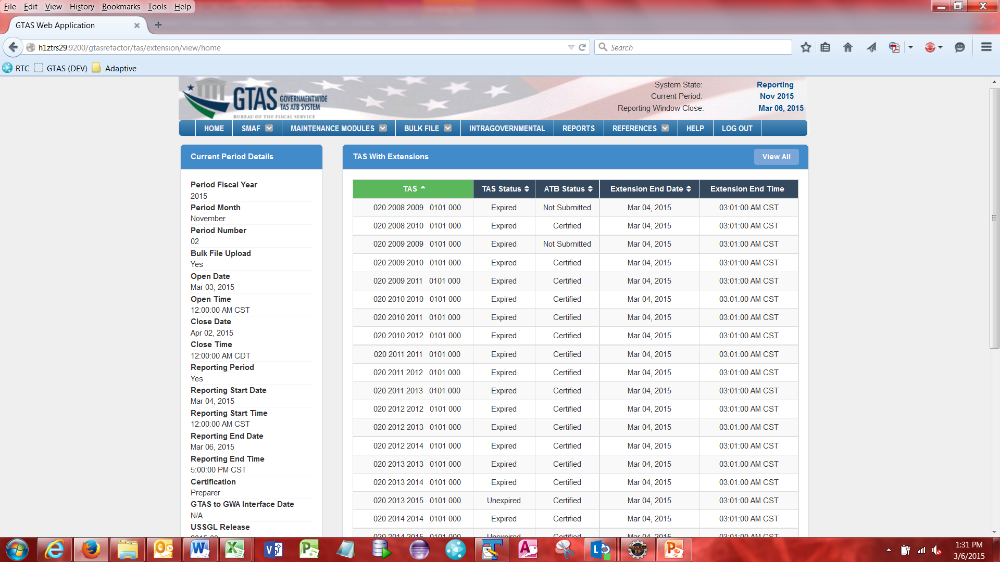 File Edit View History Bookmarks Tools Help
GTAS Web Application
h1ztrs29:9200/gtasrefactor/tas/extension/view/home
Search
RTC GTAS (DEV) Adaptive
GTAS GOVERNMENTWIDE
TAS ATB SYSTEM
BUREAU OF THE FISCAL SERVICE
System State: Reporting
Current Period: Nov 2015
Reporting Window Close: Mar 06, 2015
HOME SMAF MAINTENANCE MODULES BULK FILE INTRAGOVERNMENTAL REPORTS REFERENCES HELP LOG OUT
Current Period Details
Period Fiscal Year
2015
Period Month
November
Period Number
02
Bulk File Upload
Yes
Open Date
Mar 03, 2015
Open Time
12:00:00 AM CST
Close Date
Apr 02, 2015
Close Time
12:00:00 AM CDT
Reporting Period
Yes
Reporting Start Date
Mar 04, 2015
Reporting Start Time
12:00:00 AM CST
Reporting End Date
Mar 06, 2015
Reporting End Time
5:00:00 PM CST
Certification
Preparer
GTAS to GWA Interface Date
N/A
USSGL Release
TAS With Extensions View All
TAS TAS Status ATB Status Extension End Date Extension End Time
020 2008 2009 0101 000 Expired Not Submitted Mar 04, 2015 03:01:00 AM CST
020 2008 2010 0101 000 Expired Certified Mar 04, 2015 03:01:00 AM CST
020 2009 2009 0101 000 Expired Not Submitted Mar 04, 2015 03:01:00 AM CST
020 2009 2010 0101 000 Expired Certified Mar 04, 2015 03:01:00 AM CST
020 2009 2011 0101 000 Expired Certified Mar 04, 2015 03:01:00 AM CST
020 2010 2010 0101 000 Expired Certified Mar 04, 2015 03:01:00 AM CST
020 2010 2011 0101 000 Expired Certified Mar 04, 2015 03:01:00 AM CST
020 2010 2012 0101 000 Expired Certified Mar 04, 2015 03:01:00 AM CST
020 2011 2011 0101 000 Expired Certified Mar 04, 2015 03:01:00 AM CST
020 2011 2012 0101 000 Expired Certified Mar 04, 2015 03:01:00 AM CST
020 2011 2013 0101 000 Expired Certified Mar 04, 2015 03:01:00 AM CST
020 2012 2012 0101 000 Expired Certified Mar 04, 2015 03:01:00 AM CST
020 2012 2013 0101 000 Expired Certified Mar 04, 2015 03:01:00 AM CST
020 2012 2014 0101 000 Expired Certified Mar 04, 2015 03:01:00 AM CST
020 2013 2013 0101 000 Expired Certified Mar 04, 2015 03:01:00 AM CST
020 2013 2014 0101 000 Expired Certified Mar 04, 2015 03:01:00 AM CST
020 2013 2015 0101 000 Unexpired Certified Mar 04, 2015 03:01:00 AM CST
020 2014 2014 0101 000 Expired Certified Mar 04, 2015 03:01:00 AM CST
020 2014 2015 0101 000 Unexpired Certified Mar 04, 2015 03:01:00 AM CST
1:31 PM
3/6/2015